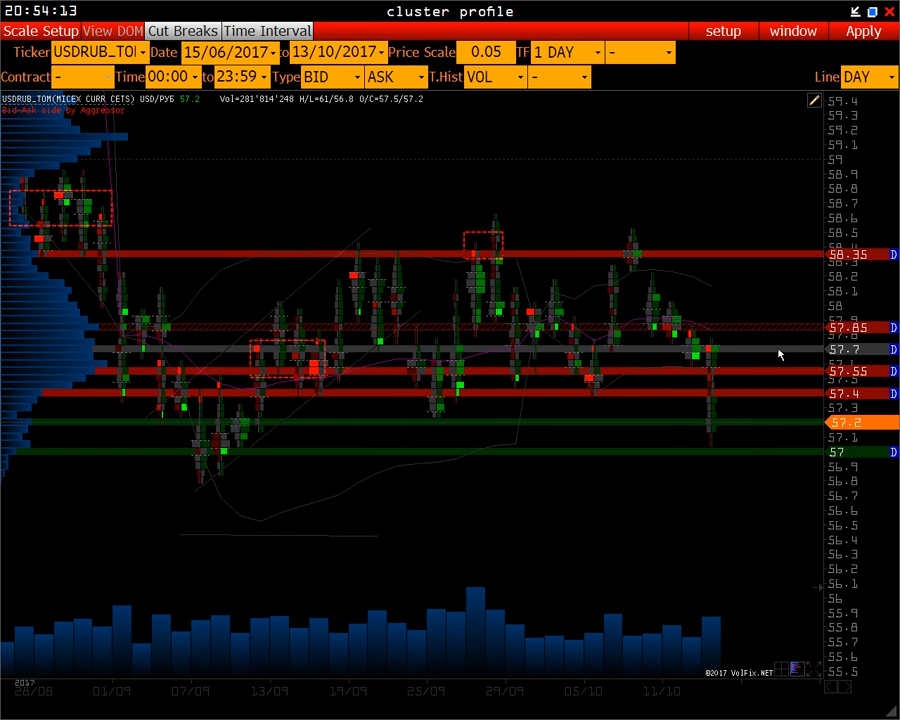 20:54:13 cluster profile
Scale Setup View DOM Cut Breaks Time Interval setup window Apply
Ticker USDRUB_TO Date 15/06/2017 to 13/10/2017 Price Scale 0.05 TF 1 DAY -
Contract - Time 00:00 to 23:59 Type BID ASK T.Hist VOL - Line DAY
USDRUB_TOM(MICEX CURR CETS) USD/РУБ 57.2 Vol=281'814'248 H/L=61/56.8 O/C=57.5/57.2
Bid-Ask side by Aggressor
59.4
59.3
59.2
59.1
59
58.9
58.8
58.7
58.6
58.5
58.35 D
58.3
58.2
58.1
58
57.85 D
57.7 D
57.55 D
57.5
57.4 D
57.3
57.2
57.1
57 D
56.9
56.8
56.7
56.6
56.5
56.4
56.3
56.2
56.1
56
55.9
55.8
55.7
55.6
55.5
©2017 VolFix.NET
2017
28/08 01/09 07/09 13/09 19/09 25/09 29/09 05/10 11/10